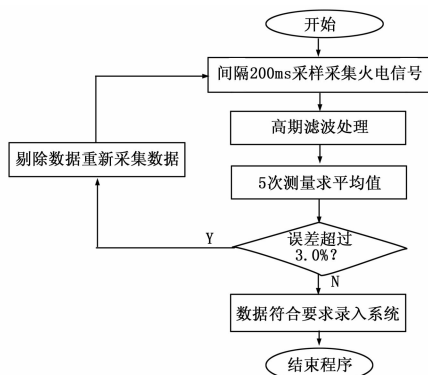 开始
间隔200ms采样采集火电信号
高期滤波处理
剔除数据重新采集数据
5次测量求平均值
误差超过
3.0%?
Y
N
数据符合要求录入系统
结束程序